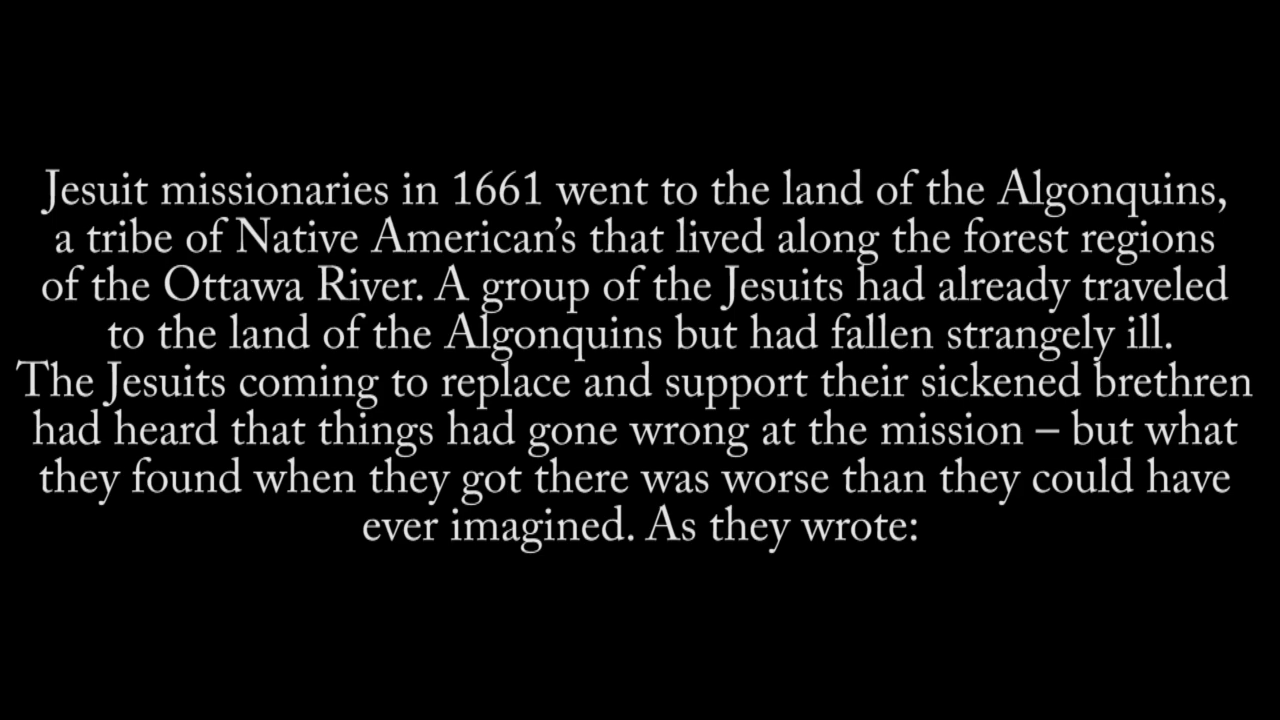 Jesuit missionaries in 1661 went to the land of the Algonquins,
a tribe of Native American’s that lived along the forest regions
of the Ottawa River. A group of the Jesuits had already traveled
to the land of the Algonquins but had fallen strangely ill.
The Jesuits coming to replace and support their sickened brethren
had heard that things had gone wrong at the mission – but what
they found when they got there was worse than they could have
ever imagined. As they wrote: